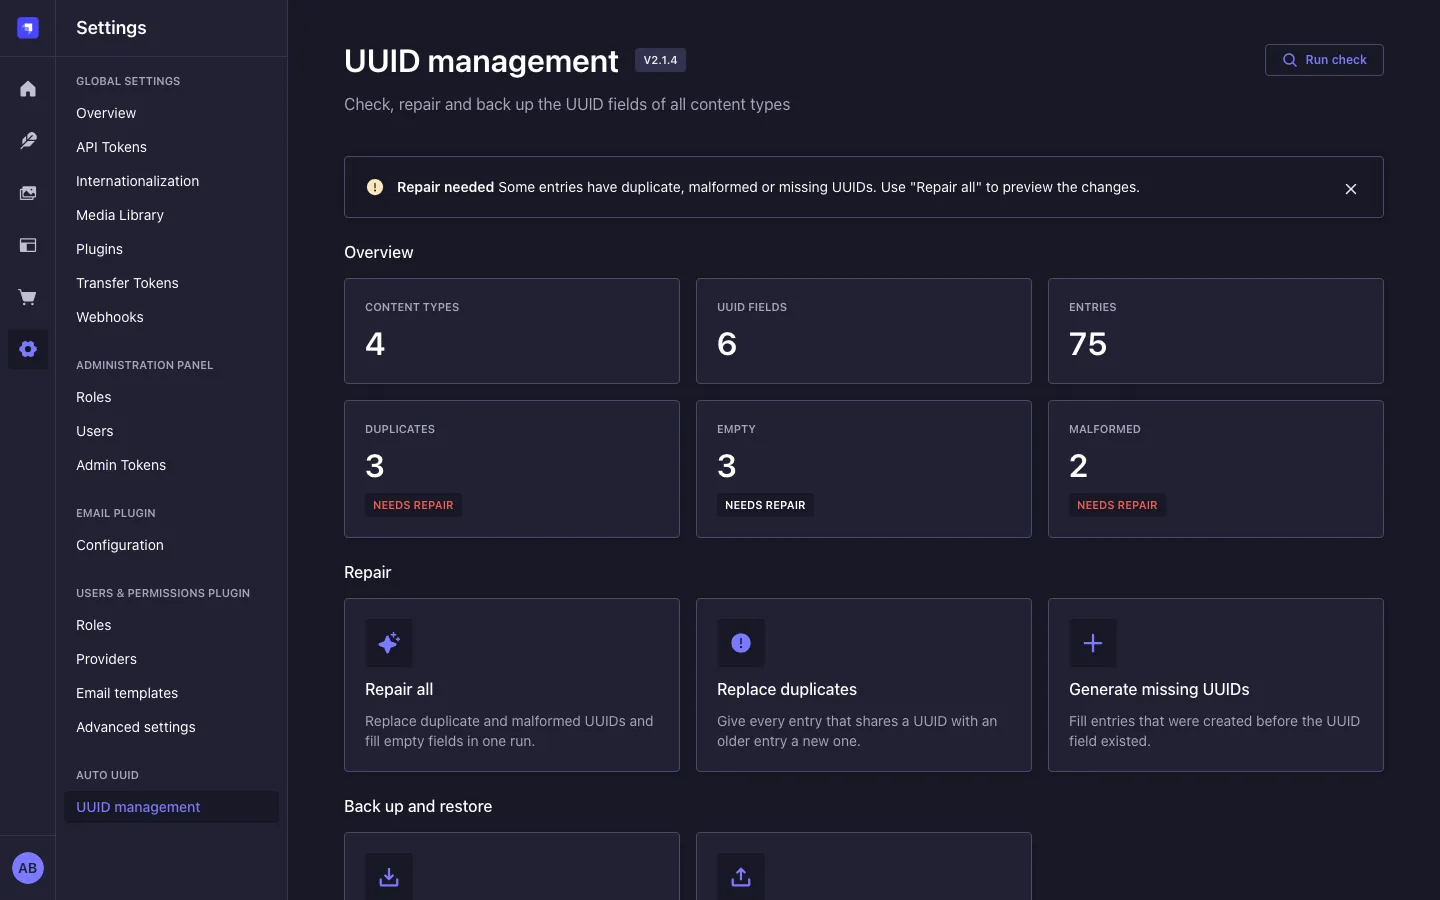 Settings
GLOBAL SETTINGS
Overview
API Tokens
Internationalization
Media Library
Plugins
Transfer Tokens
Webhooks
ADMINISTRATION PANEL
Roles
Users
Admin Tokens
EMAIL PLUGIN
Configuration
USERS & PERMISSIONS PLUGIN
Roles
Providers
Email templates
Advanced settings
AUTO UUID
UUID management
AB
UUID management V2.1.4
Run check
Check, repair and back up the UUID fields of all content types
Repair needed Some entries have duplicate, malformed or missing UUIDs. Use "Repair all" to preview the changes.
Overview
CONTENT TYPES
4
UUID FIELDS
6
ENTRIES
75
DUPLICATES
3
NEEDS REPAIR
EMPTY
3
NEEDS REPAIR
MALFORMED
2
NEEDS REPAIR
Repair
Repair all
Replace duplicate and malformed UUIDs and
fill empty fields in one run.
Replace duplicates
Give every entry that shares a UUID with an
older entry a new one.
Generate missing UUIDs
Fill entries that were created before the UUID
field existed.
Back up and restore